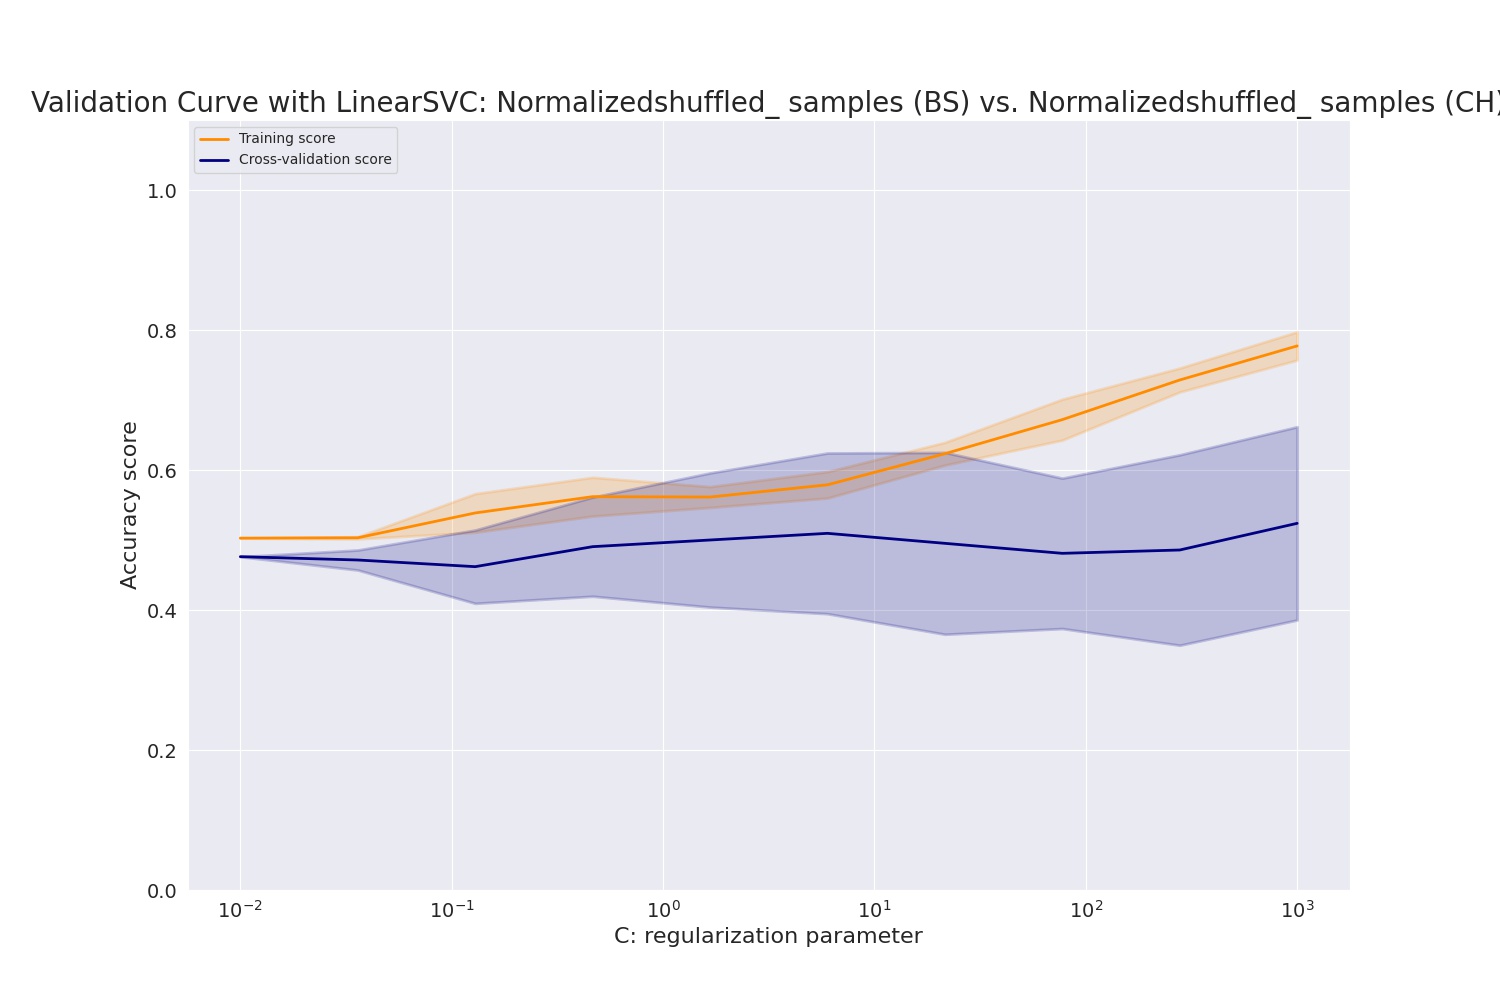 Validation Curve with LinearSVC: Normalizedshuffled_ samples (BS) vs. Normalizedshuffled_ samples (CH)
Training score
Cross-validation score
1.0
0.8
0.6
0.4
0.2
0.0
Accuracy score
10⁻² 10⁻¹ 10⁰ 10¹ 10² 10³
C: regularization parameter